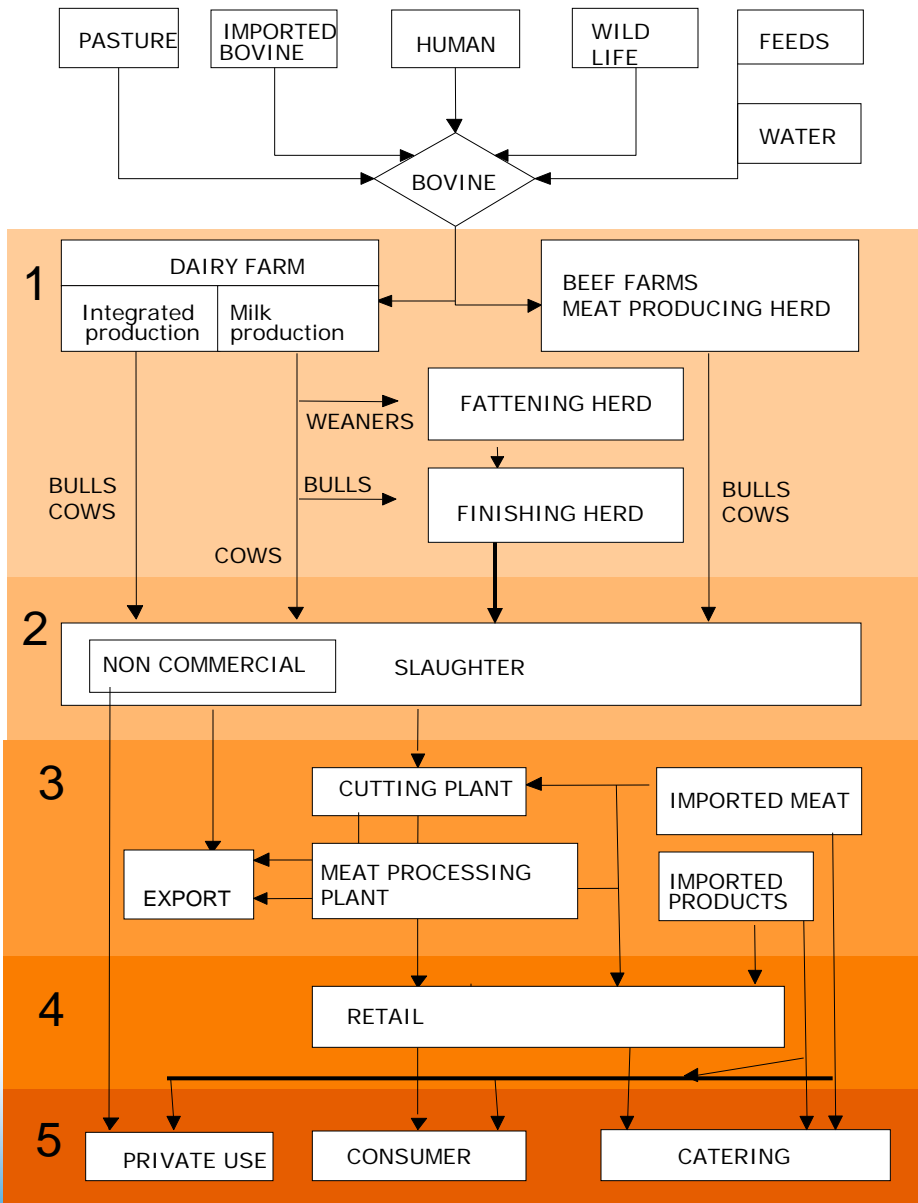 PASTURE
IMPORTED
BOVINE
HUMAN
WILD
LIFE
FEEDS
WATER
BOVINE
1
DAIRY FARM
Integrated
production
Milk
production
BEEF FARMS
MEAT PRODUCING HERD
WEANERS
FATTENING HERD
BULLS
COWS
BULLS
FINISHING HERD
BULLS
COWS
COWS
2
NON COMMERCIAL
SLAUGHTER
3
CUTTING PLANT
IMPORTED MEAT
EXPORT
MEAT PROCESSING
PLANT
IMPORTED
PRODUCTS
4
RETAIL
5
PRIVATE USE
CONSUMER
CATERING